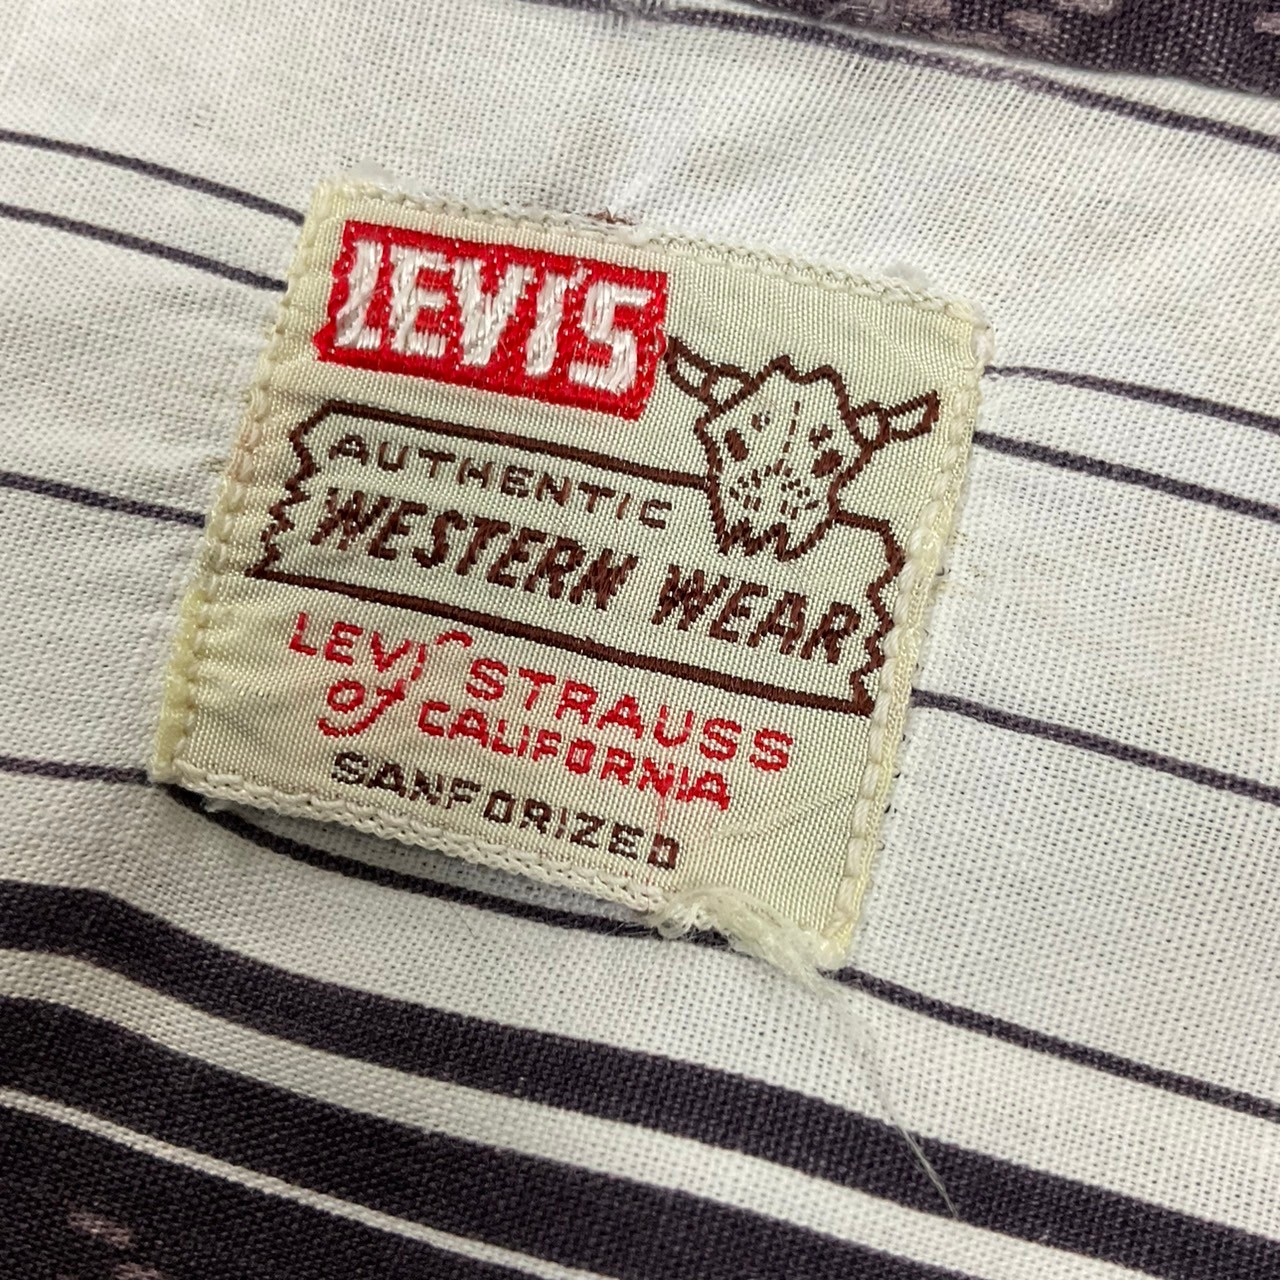 LEVI'S
AUTHENTIC
WESTERN WEAR
LEVI STRAUSS
of CALIFORNIA
SANFORIZED